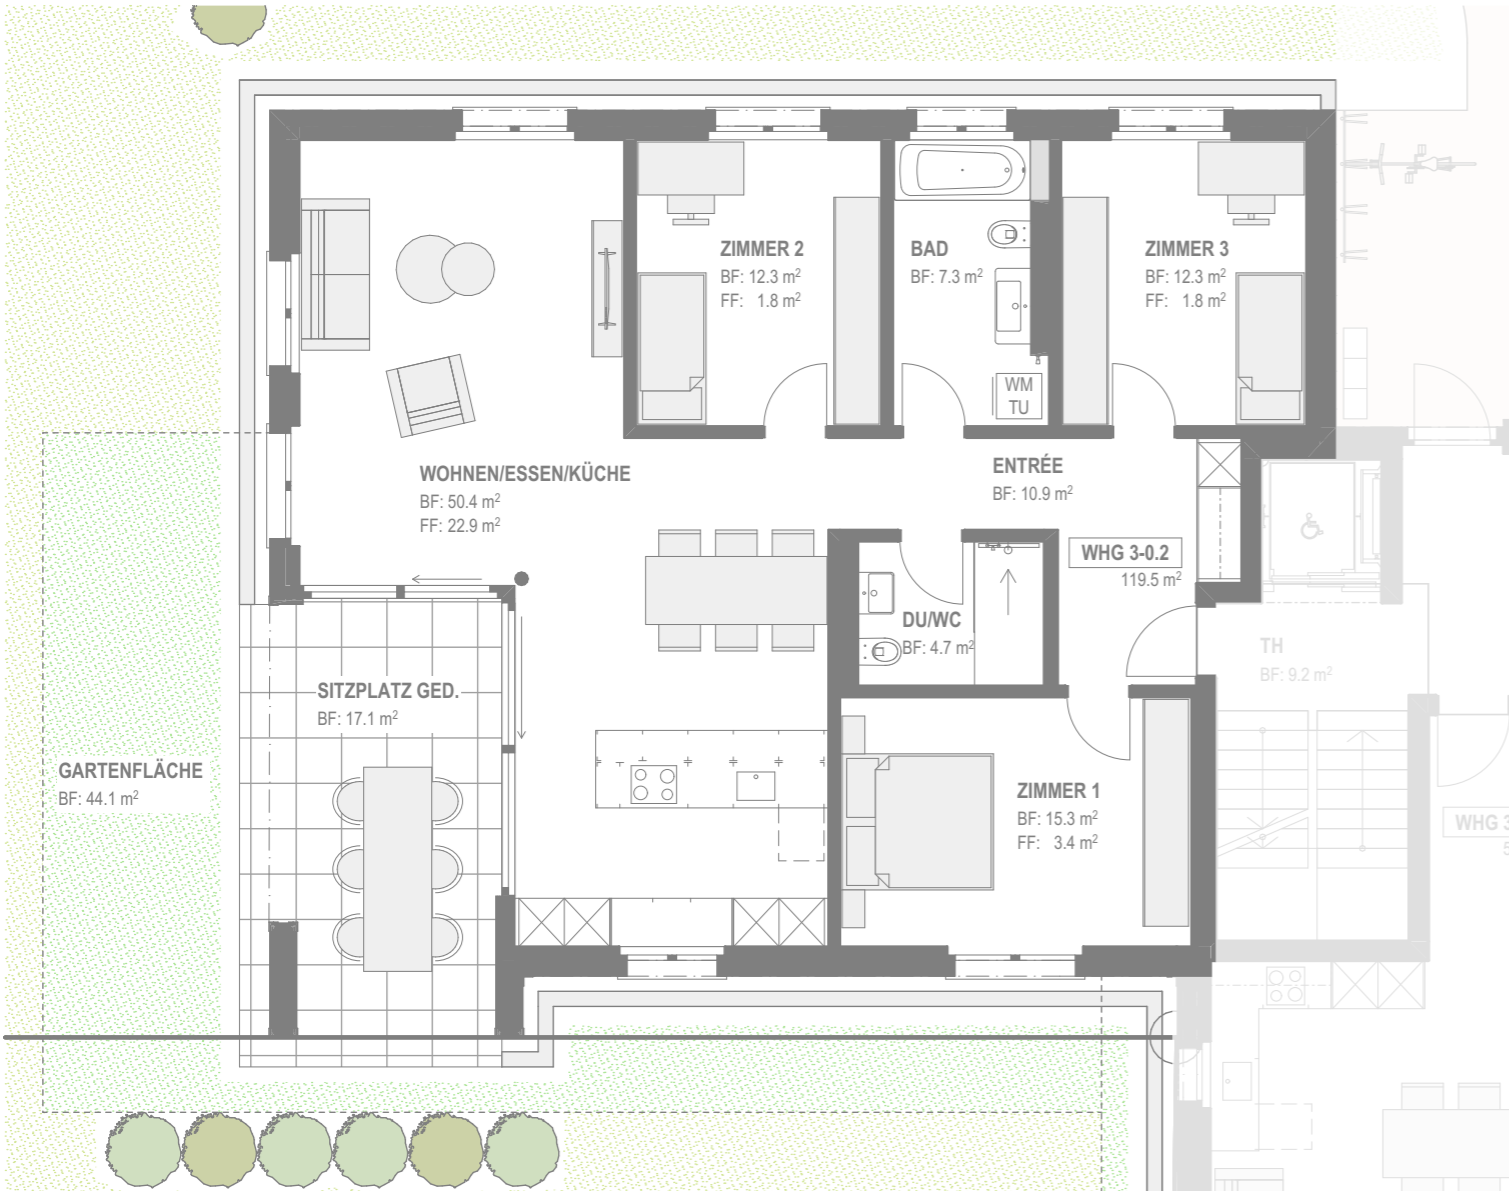 ZIMMER 2
BF: 12.3 m²
FF: 1.8 m²
BAD
BF: 7.3 m²
ZIMMER 3
BF: 12.3 m²
FF: 1.8 m²
WM
TU
WOHNEN/ESSEN/KÜCHE
BF: 50.4 m²
FF: 22.9 m²
ENTRÉE
BF: 10.9 m²
WHG 3-0.2
119.5 m²
DU/WC
BF: 4.7 m²
TH
BF: 9.2 m²
SITZPLATZ GED.
BF: 17.1 m²
GARTENFLÄCHE
BF: 44.1 m²
ZIMMER 1
BF: 15.3 m²
FF: 3.4 m²
WHG 3
5